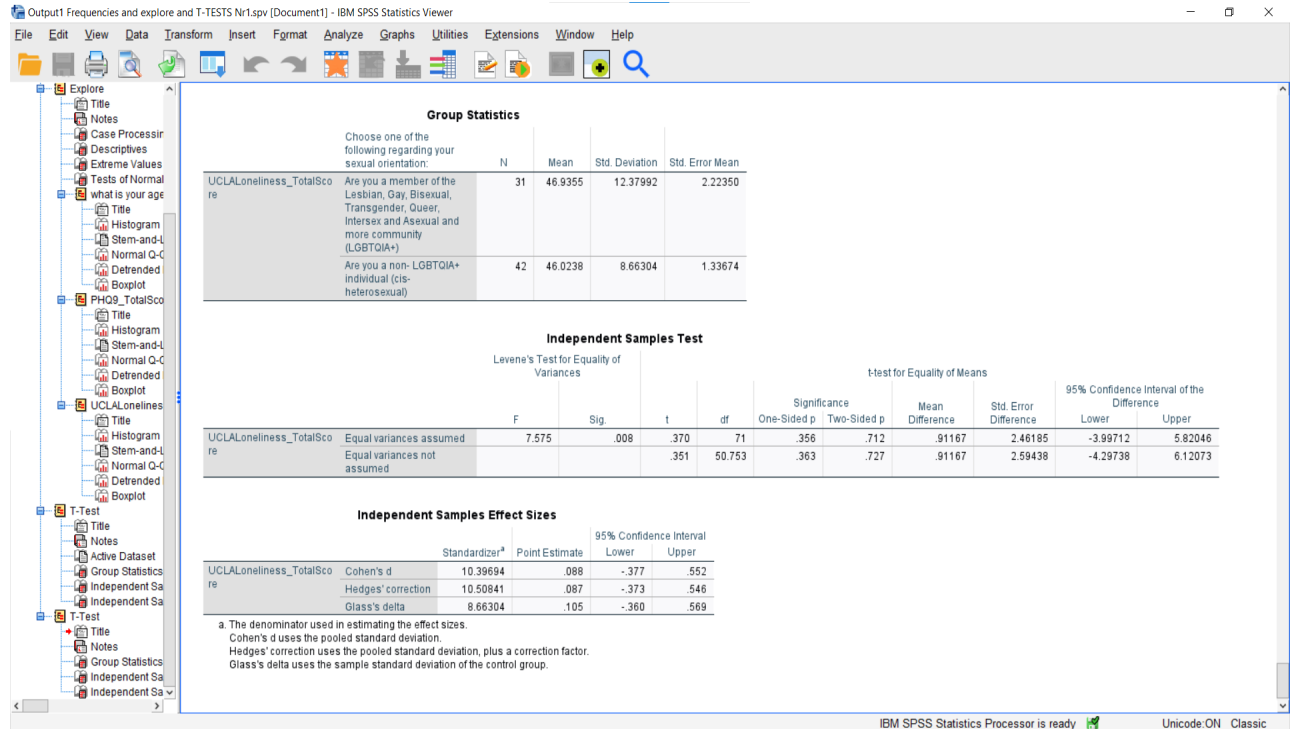 Output1 Frequencies and explore and T-TESTS Nr1.spv [Document1] - IBM SPSS Statistics Viewer
File Edit View Data Transform Insert Format Analyze Graphs Utilities Extensions Window Help
Explore
Title
Notes
Case Processin
Descriptives
Extreme Values
Tests of Normal
what is your age
Title
Histogram
Stem-and-L
Normal Q-Q
Detrended
Boxplot
PHQ9_TotalSco
Title
Histogram
Stem-and-L
Normal Q-Q
Detrended
Boxplot
UCLALonelines
Title
Histogram
Stem-and-L
Normal Q-Q
Detrended
Boxplot
T-Test
Title
Notes
Active Dataset
Group Statistics
Independent Sa
Independent Sa
T-Test
Title
Notes
Group Statistics
Independent Sa
Independent Sa
Group Statistics
Choose one of the
following regarding your
sexual orientation: N Mean Std. Deviation Std. Error Mean
UCLALoneliness_TotalSco Are you a member of the 31 46.9355 12.37992 2.22350
re Lesbian, Gay, Bisexual,
Transgender, Queer,
Intersex and Asexual and
more community
(LGBTQIA+)
Are you a non- LGBTQIA+ 42 46.0238 8.66304 1.33674
individual (cis-
heterosexual)
Independent Samples Test
Levene's Test for Equality of
Variances t-test for Equality of Means
Significance Mean Std. Error 95% Confidence Interval of the
Difference
F Sig. t df One-Sided p Two-Sided p Difference Difference Lower Upper
UCLALoneliness_TotalSco Equal variances assumed 7.575 .008 .370 71 .356 .712 .91167 2.46185 -3.99712 5.82046
re Equal variances not .351 50.753 .363 .727 .91167 2.59438 -4.29738 6.12073
assumed
Independent Samples Effect Sizes
95% Confidence Interval
Standardizera Point Estimate Lower Upper
UCLALoneliness_TotalSco Cohen's d 10.39694 .088 -.377 .552
re Hedges' correction 10.50841 .087 -.373 .546
Glass's delta 8.66304 .105 -.360 .569
a. The denominator used in estimating the effect sizes.
Cohen's d uses the pooled standard deviation.
Hedges' correction uses the pooled standard deviation, plus a correction factor.
Glass's delta uses the sample standard deviation of the control group.
IBM SPSS Statistics Processor is ready Unicode:ON Classic